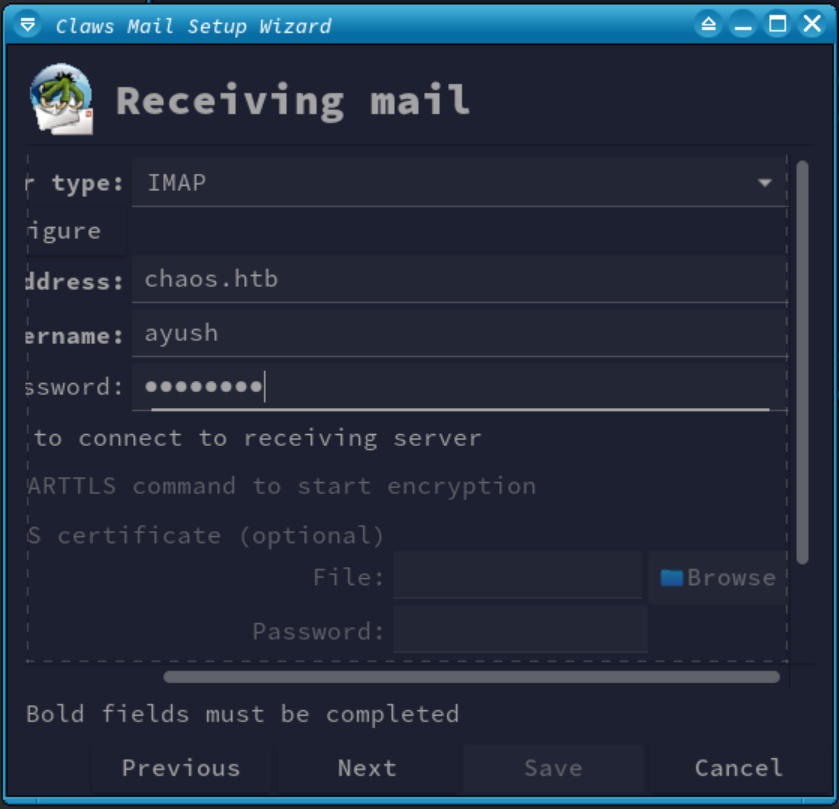 Claws Mail Setup Wizard
Receiving mail
r type: IMAP
igure
ddress: chaos.htb
ername: ayush
ssword: ●●●●●●●●
to connect to receiving server
ARTTLS command to start encryption
S certificate (optional)
File: Browse
Password:
Bold fields must be completed
Previous Next Save Cancel